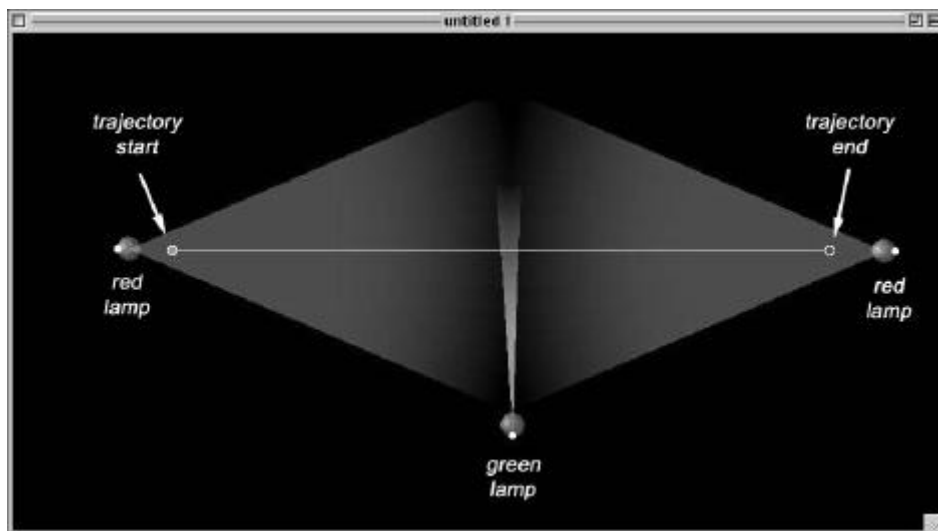 untitled 1
trajectory
start
trajectory
end
red
lamp
red
lamp
green
lamp